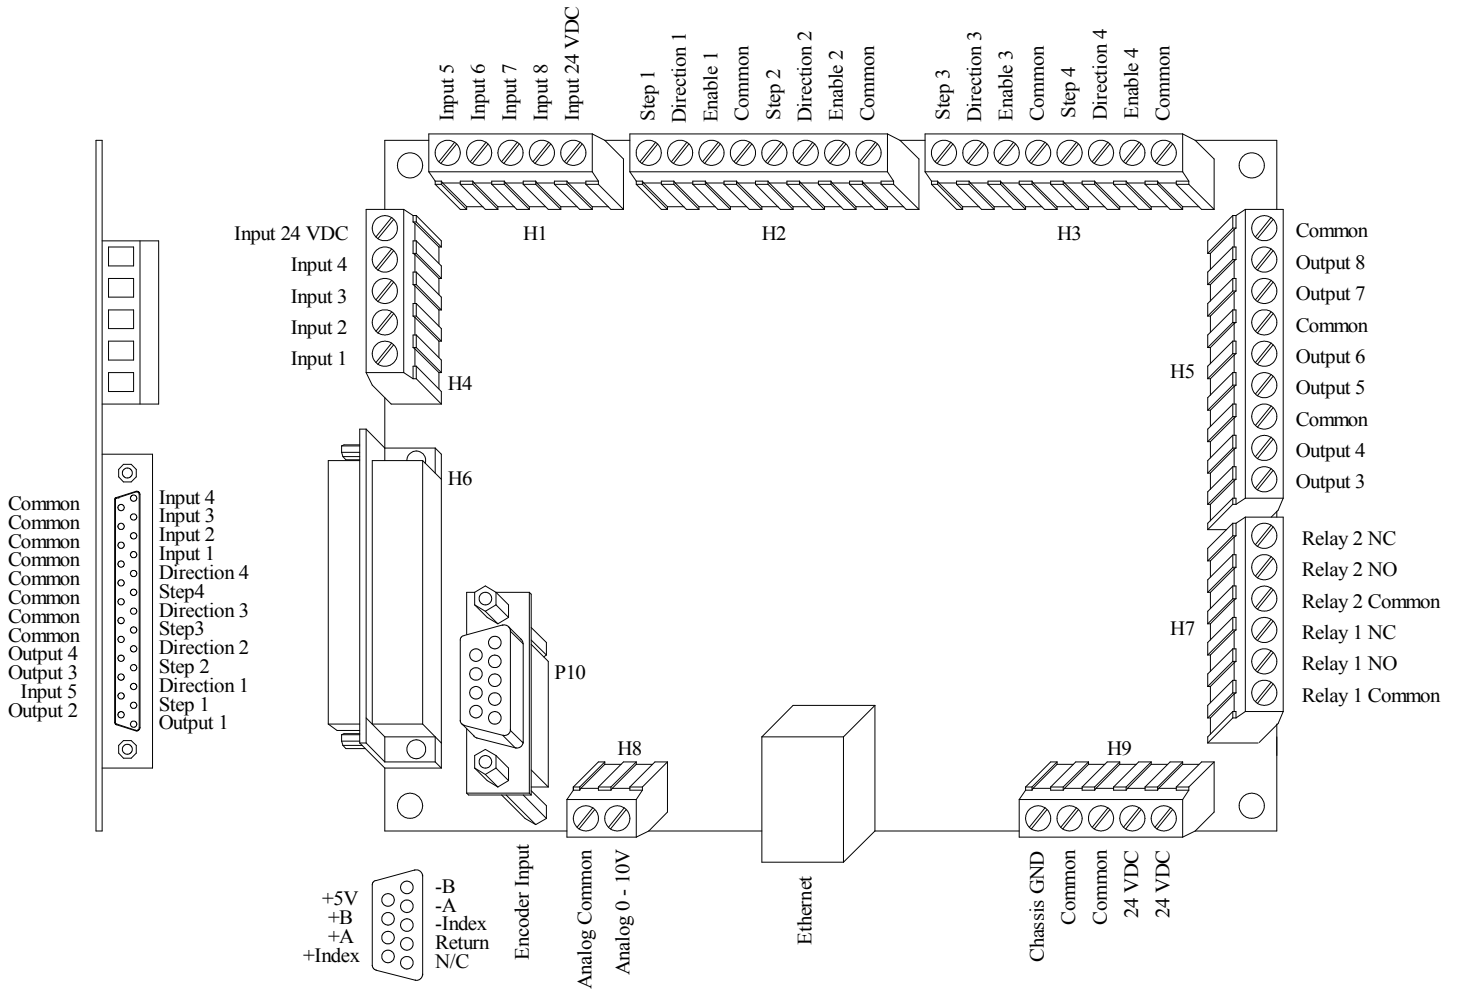 Input 5
Input 6
Input 7
Input 8
Input 24 VDC
Step 1
Direction 1
Enable 1
Common
Step 2
Direction 2
Enable 2
Common
Step 3
Direction 3
Enable 3
Common
Step 4
Direction 4
Enable 4
Common
H1
H2
H3
Input 24 VDC
Input 4
Input 3
Input 2
Input 1
H4
Common
Output 8
Output 7
Common
Output 6
Output 5
Common
Output 4
Output 3
H5
H6
Common
Common
Common
Common
Common
Common
Common
Common
Output 4
Output 3
Input 5
Output 2
Input 4
Input 3
Input 2
Input 1
Direction 4
Step4
Direction 3
Step3
Direction 2
Step 2
Direction 1
Step 1
Output 1
Relay 2 NC
Relay 2 NO
Relay 2 Common
Relay 1 NC
Relay 1 NO
Relay 1 Common
H7
P10
H8
H9
+5V
+B
+A
+Index
-B
-A
-Index
Return
N/C
Encoder Input
Analog Common
Analog 0 - 10V
Ethernet
Chassis GND
Common
Common
24 VDC
24 VDC